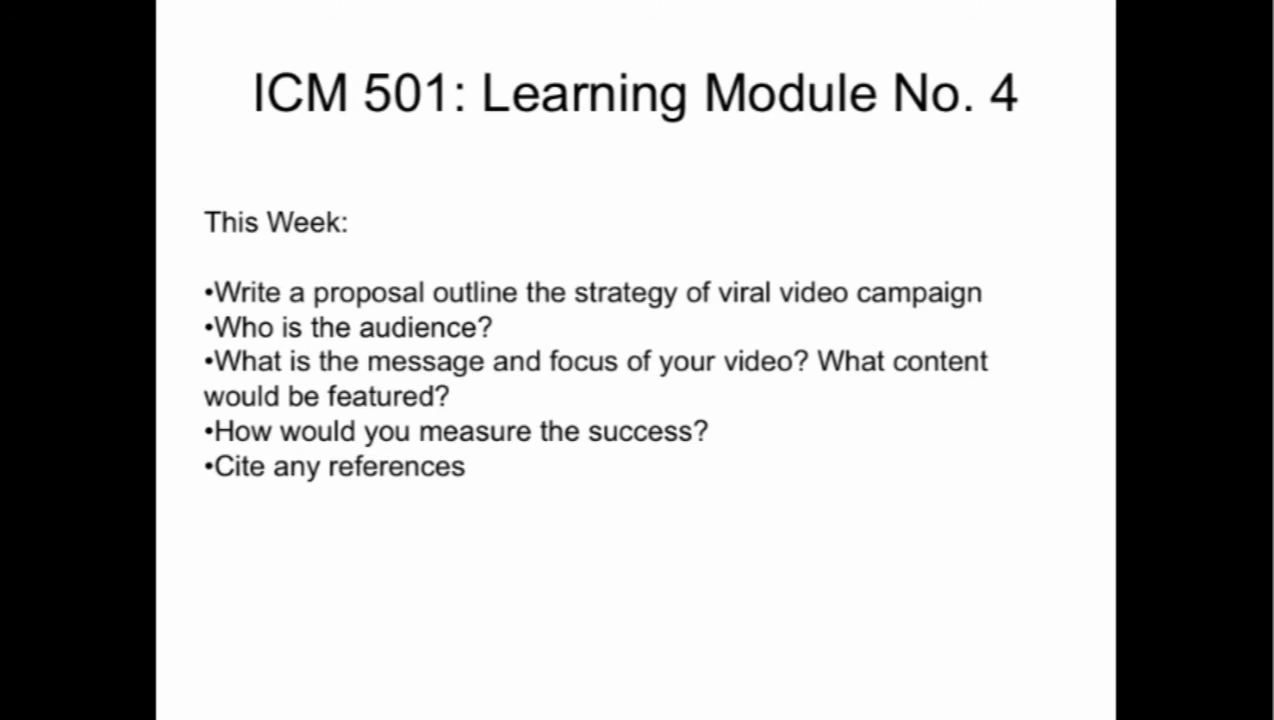 ICM 501: Learning Module No. 4
This Week:
•Write a proposal outline the strategy of viral video campaign
•Who is the audience?
•What is the message and focus of your video? What content
would be featured?
•How would you measure the success?
•Cite any references